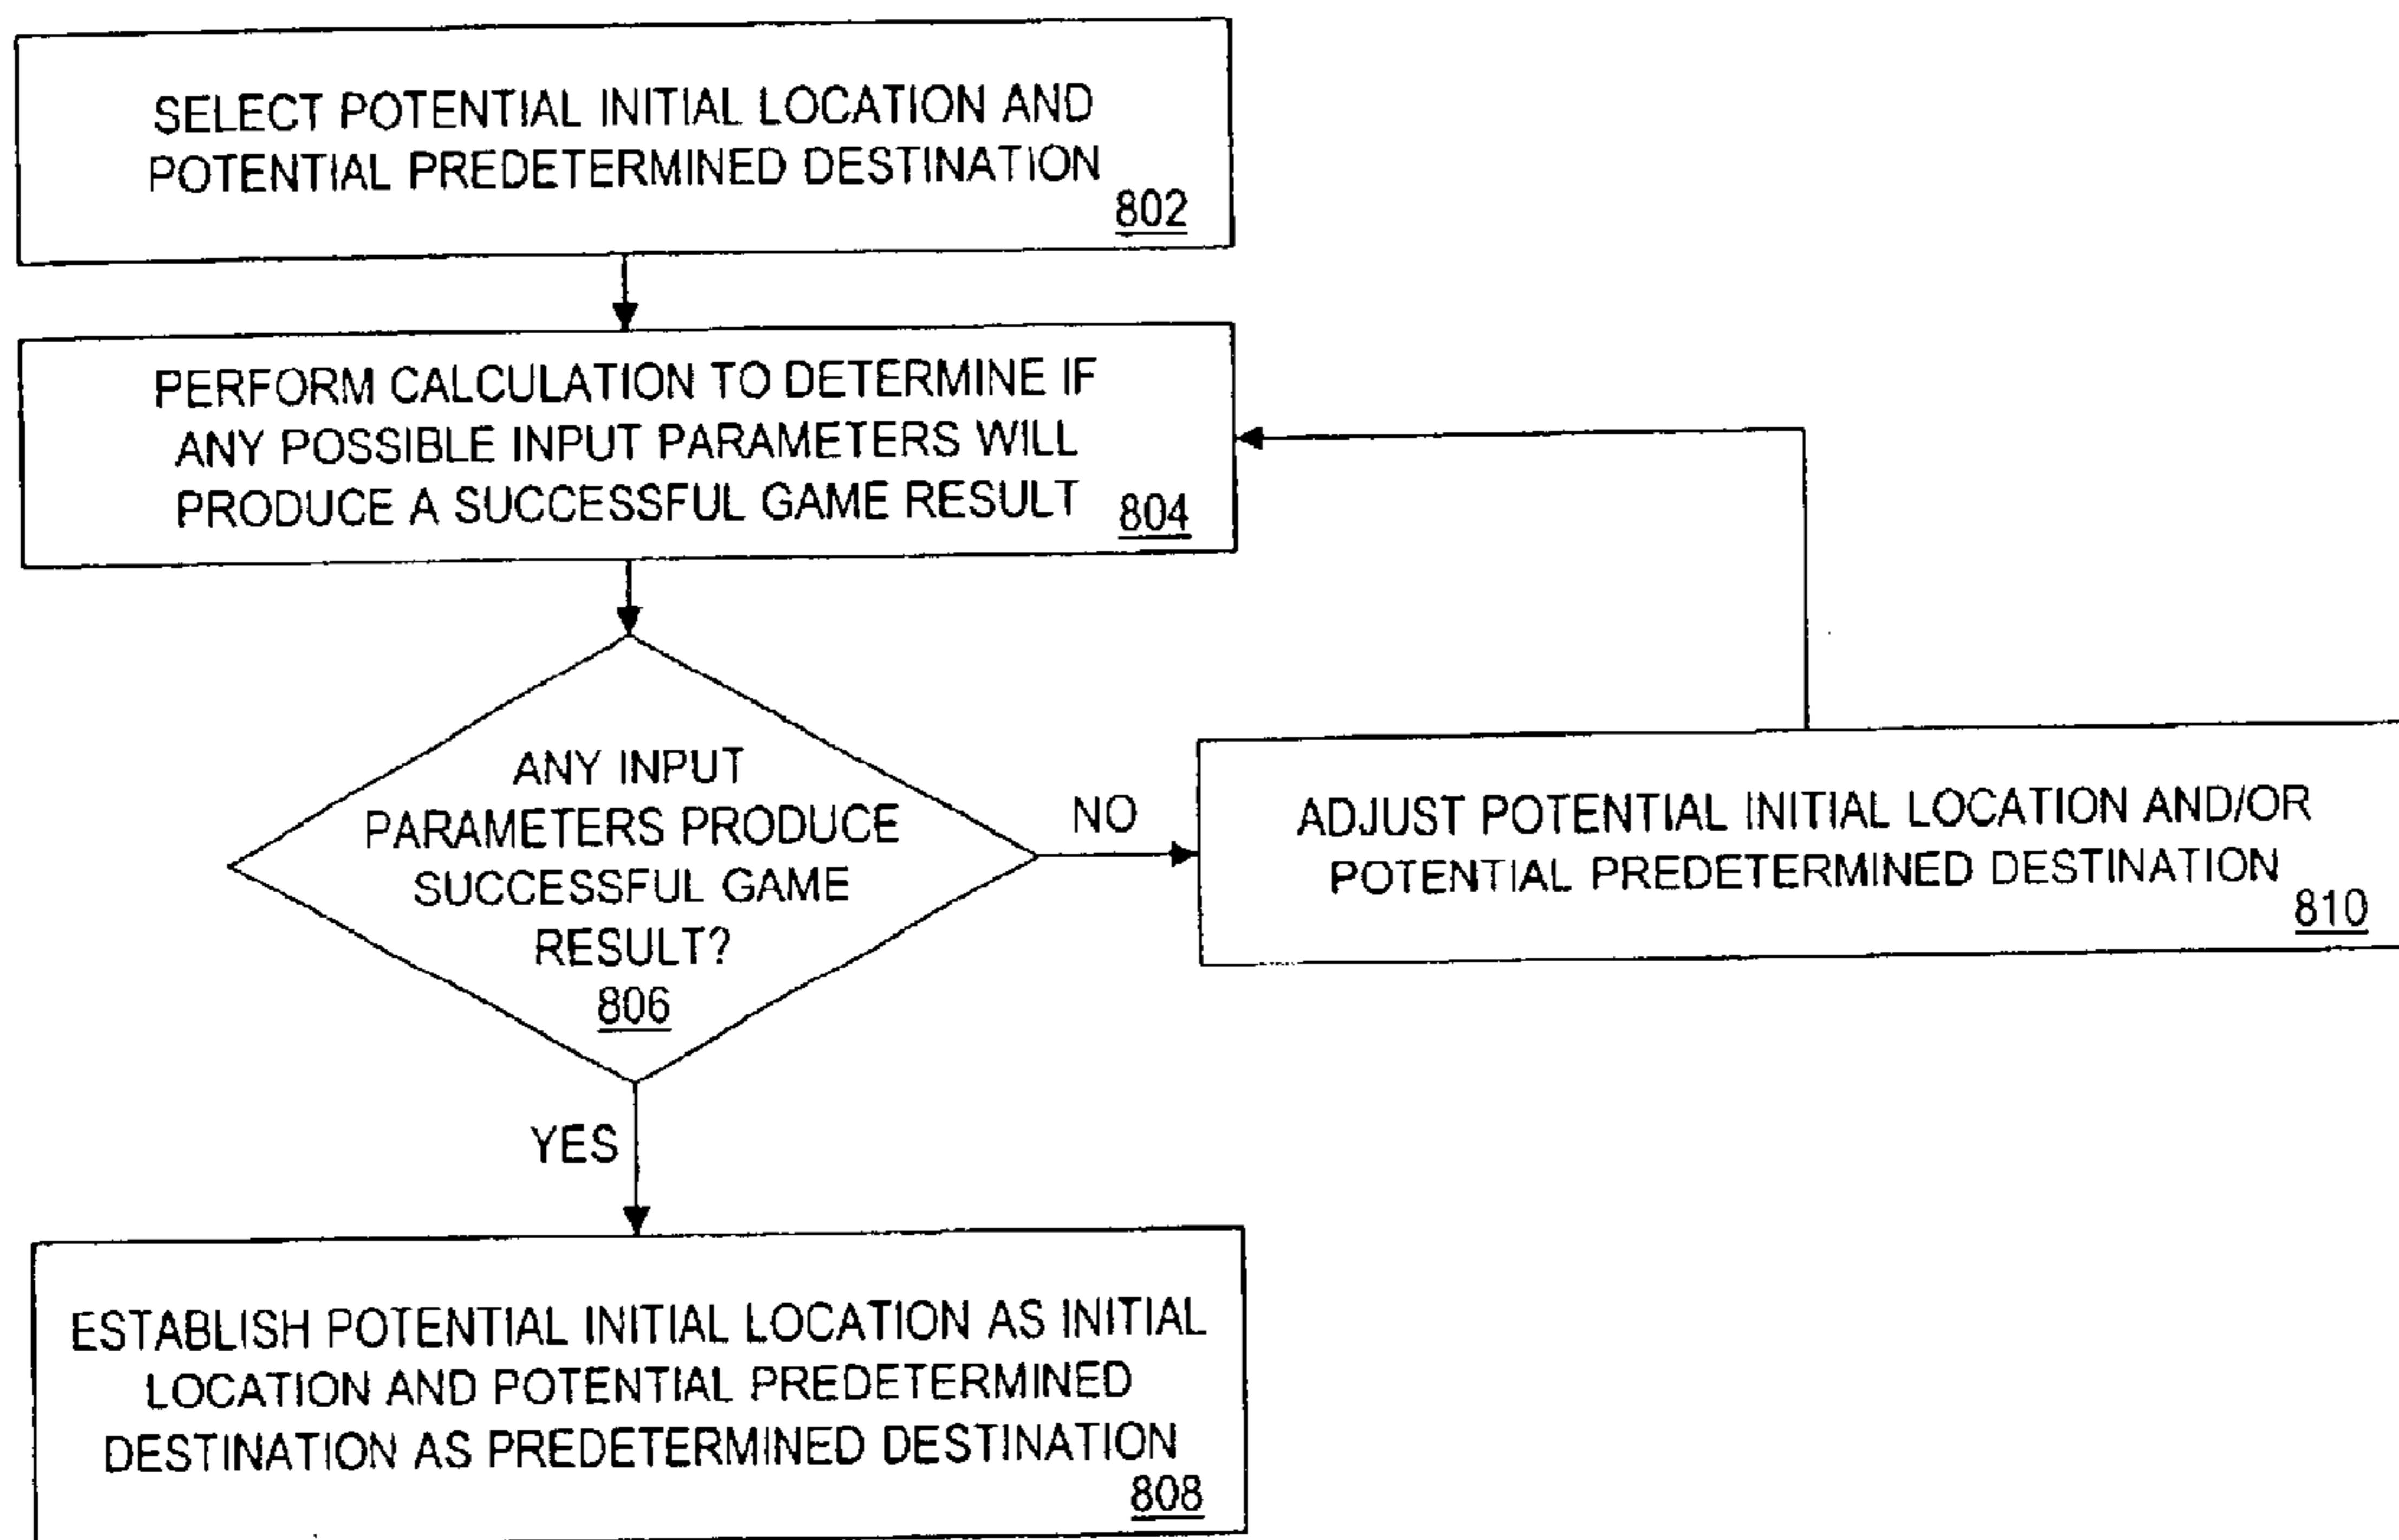 SELECT POTENTIAL INITIAL LOCATION AND
POTENTIAL PREDETERMINED DESTINATION
802
PERFORM CALCULATION TO DETERMINE IF
ANY POSSIBLE INPUT PARAMETERS WILL
PRODUCE A SUCCESSFUL GAME RESULT
804
ANY INPUT
PARAMETERS PRODUCE
SUCCESSFUL GAME
RESULT?
806
NO
ADJUST POTENTIAL INITIAL LOCATION AND/OR
POTENTIAL PREDETERMINED DESTINATION
810
YES
ESTABLISH POTENTIAL INITIAL LOCATION AS INITIAL
LOCATION AND POTENTIAL PREDETERMINED
DESTINATION AS PREDETERMINED DESTINATION
808